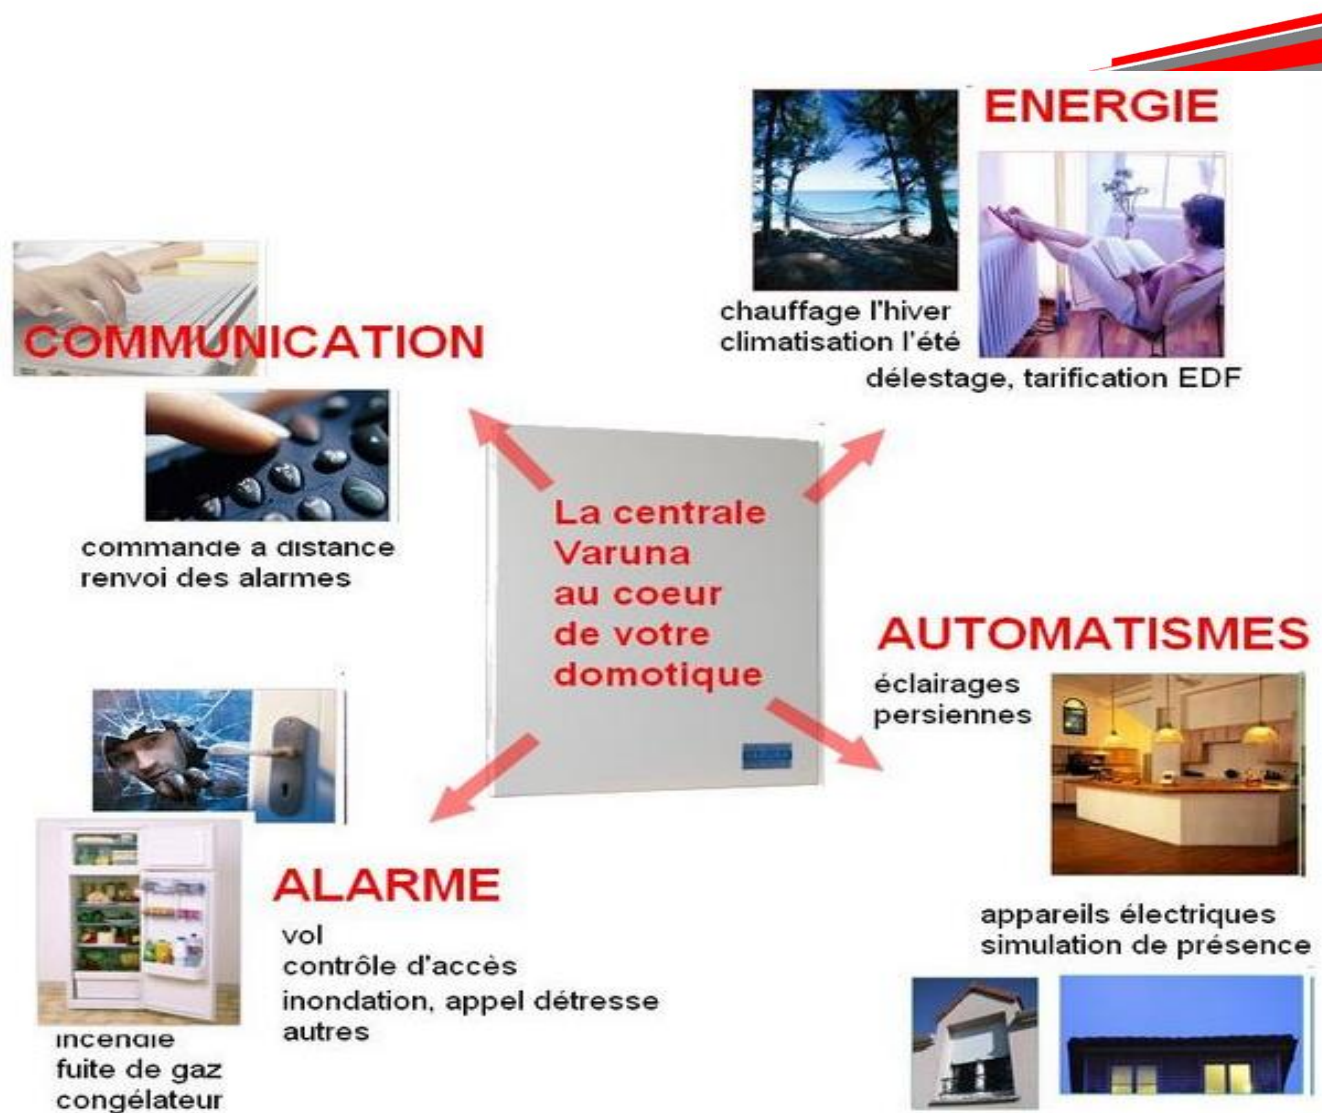 ENERGIE
chauffage l'hiver
climatisation l'été
délestage, tarification EDF
COMMUNICATION
commande a distance
renvoi des alarmes
La centrale
Varuna
au coeur
de votre
domotique
AUTOMATISMES
éclairages
persiennes
appareils électriques
simulation de présence
ALARME
vol
contrôle d'accès
inondation, appel détresse
autres
incendie
fuite de gaz
congélateur